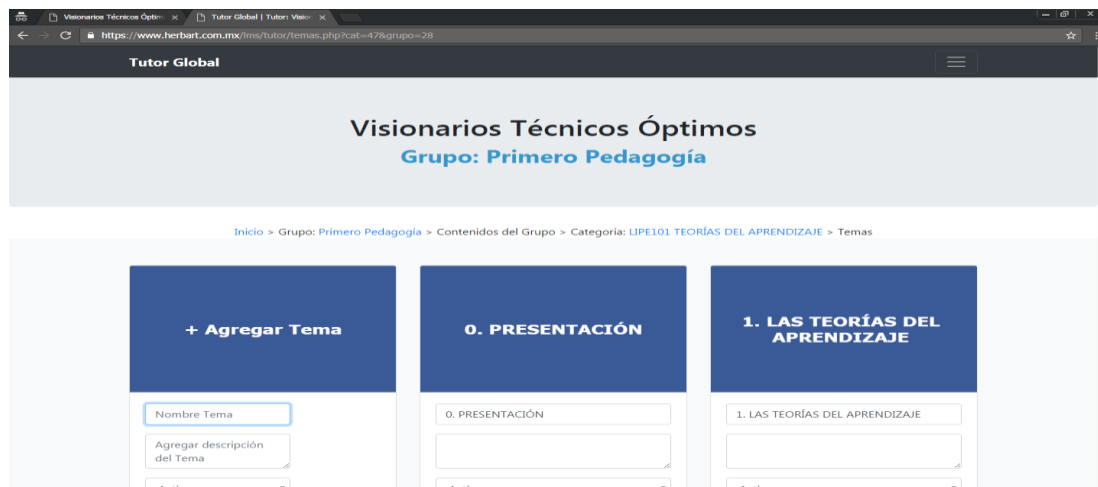 Visionarios Técnicos Óptim
Tutor Global | Tutor: Vision
https://www.herbart.com.mx/lms/tutor/temas.php?cat=47&grupo=28
Tutor Global
Visionarios Técnicos Óptimos
Grupo: Primero Pedagogía
Inicio > Grupo: Primero Pedagogía > Contenidos del Grupo > Categoria: LIPE101 TEORÍAS DEL APRENDIZAJE > Temas
+ Agregar Tema
0. PRESENTACIÓN
1. LAS TEORÍAS DEL
APRENDIZAJE
Nombre Tema
0. PRESENTACIÓN
1. LAS TEORÍAS DEL APRENDIZAJE
Agregar descripción
del Tema